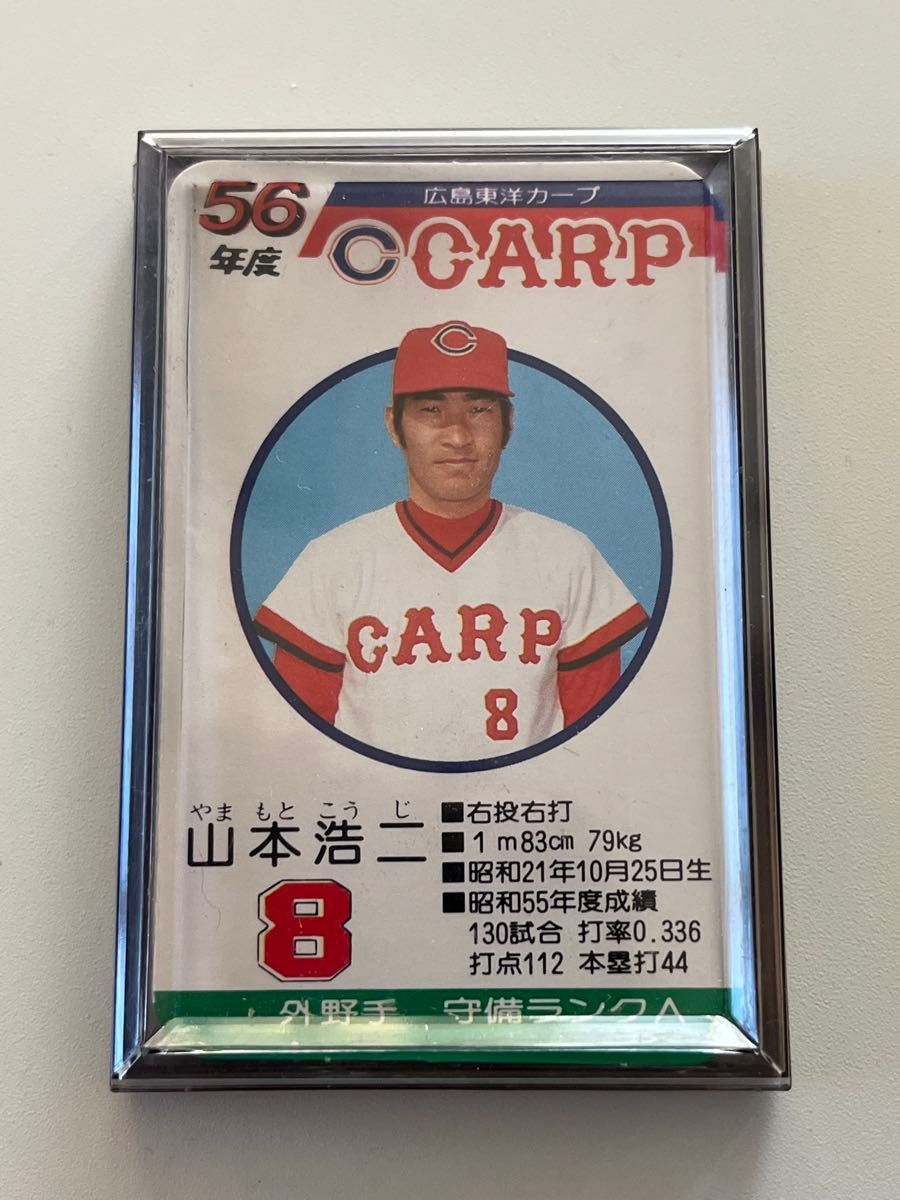 56
年度
広島東洋カープ
C CARP
C
CARP
8
やま もと こう じ
山本浩二
8
■右投右打
■1m83cm 79kg
■昭和21年10月25日生
■昭和55年度成績
130試合 打率0.336
打点112 本塁打44
外野手 守備ランクA